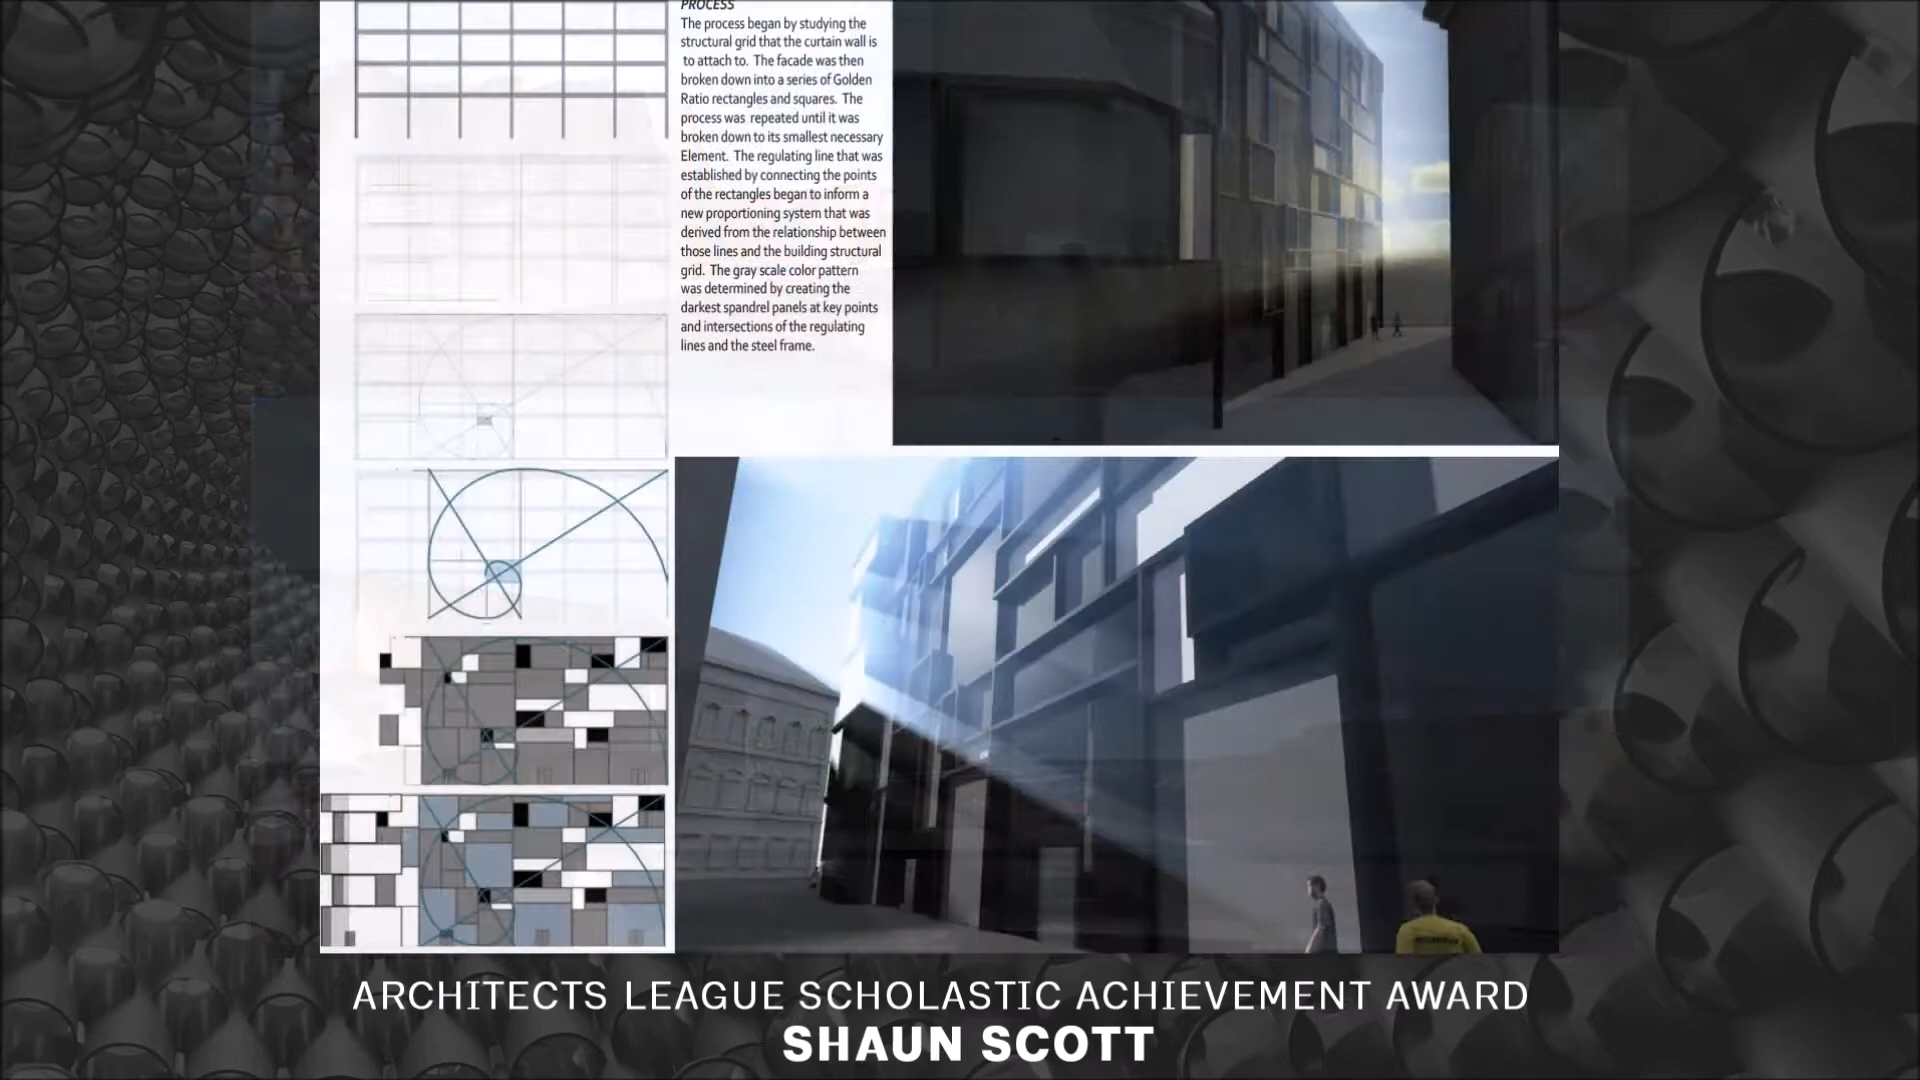 PROCESS
The process began by studying the
structural grid that the curtain wall is
to attach to. The facade was then
broken down into a series of Golden
Ratio rectangles and squares. The
process was repeated until it was
broken down to its smallest necessary
Element. The regulating line that was
established by connecting the points
of the rectangles began to inform a
new proportioning system that was
derived from the relationship between
those lines and the building structural
grid. The gray scale color pattern
was determined by creating the
darkest spandrel panels at key points
and intersections of the regulating
lines and the steel frame.
ARCHITECTS LEAGUE SCHOLASTIC ACHIEVEMENT AWARD
SHAUN SCOTT